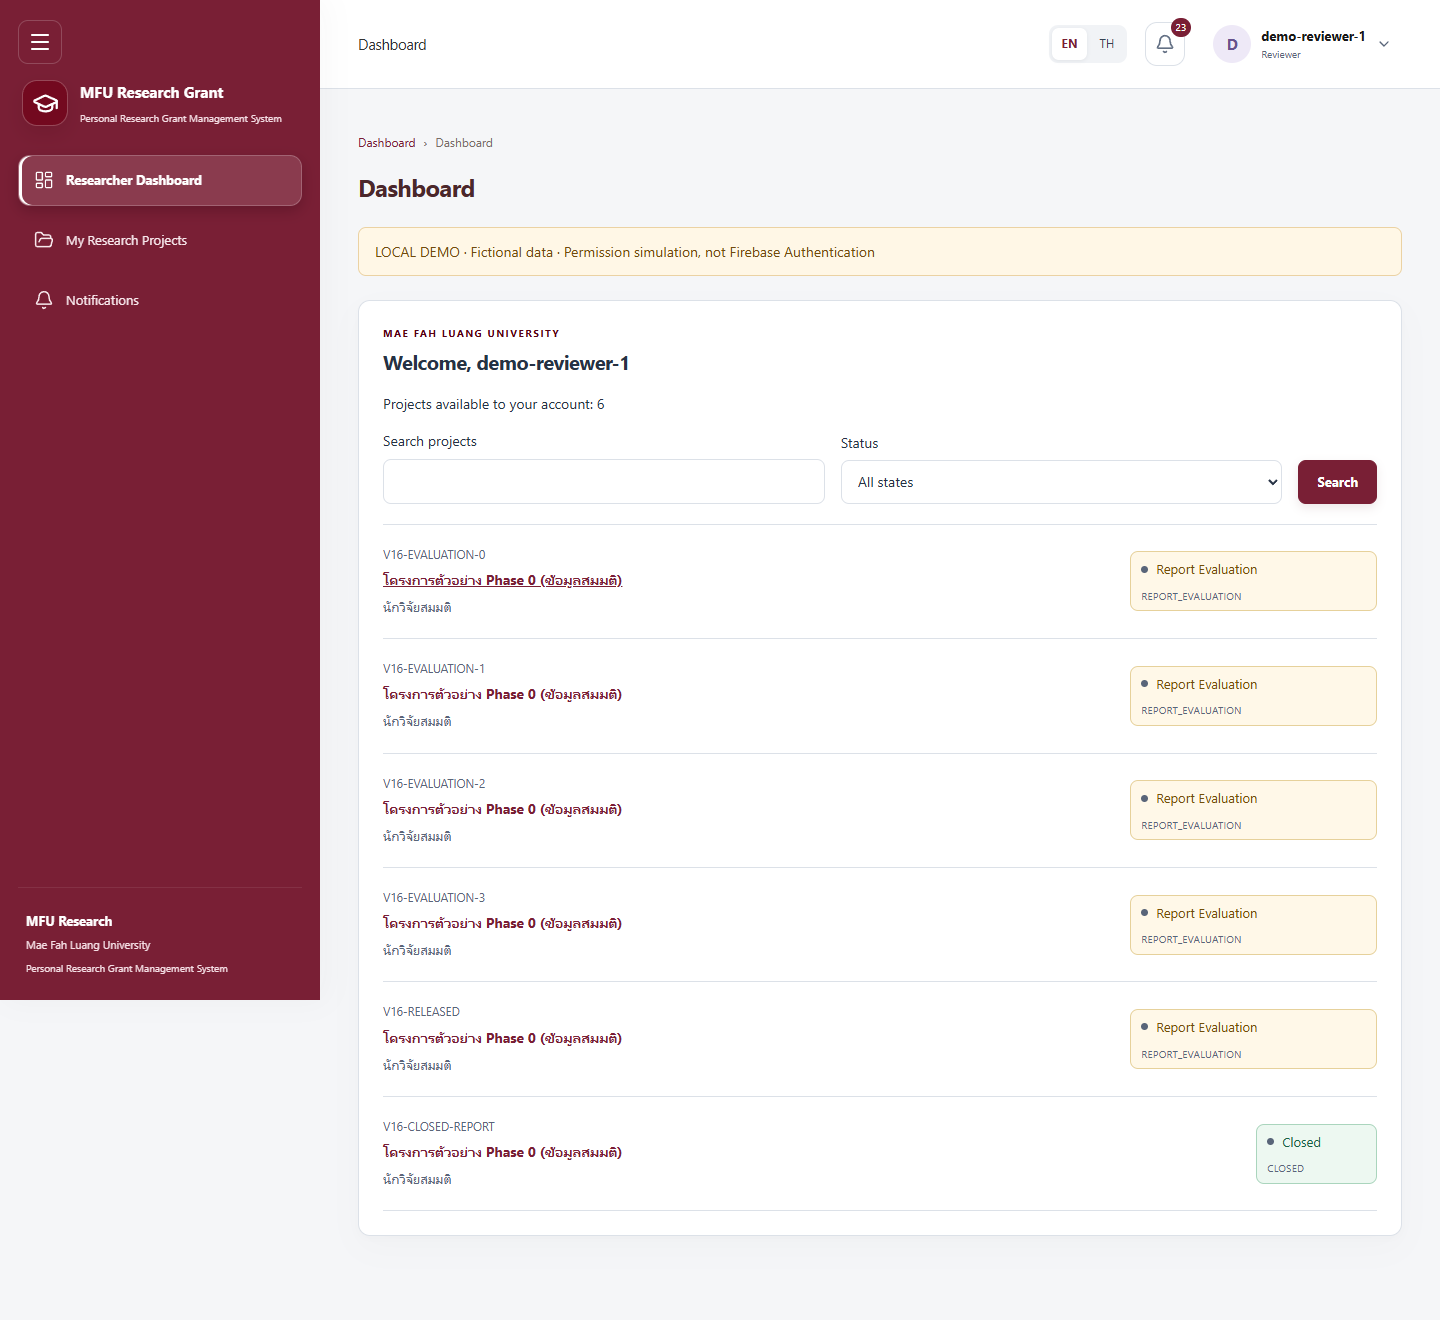 MFU Research Grant
Personal Research Grant Management System
Researcher Dashboard
My Research Projects
Notifications
MFU Research
Mae Fah Luang University
Personal Research Grant Management System
Dashboard
EN TH
23
D
demo-reviewer-1
Reviewer
Dashboard › Dashboard
Dashboard
LOCAL DEMO · Fictional data · Permission simulation, not Firebase Authentication
MAE FAH LUANG UNIVERSITY
Welcome, demo-reviewer-1
Projects available to your account: 6
Search projects
Status
All states
Search
V16-EVALUATION-0
โครงการตัวอย่าง Phase 0 (ข้อมูลสมมติ)
นักวิจัยสมมติ
Report Evaluation
REPORT_EVALUATION
V16-EVALUATION-1
โครงการตัวอย่าง Phase 0 (ข้อมูลสมมติ)
นักวิจัยสมมติ
Report Evaluation
REPORT_EVALUATION
V16-EVALUATION-2
โครงการตัวอย่าง Phase 0 (ข้อมูลสมมติ)
นักวิจัยสมมติ
Report Evaluation
REPORT_EVALUATION
V16-EVALUATION-3
โครงการตัวอย่าง Phase 0 (ข้อมูลสมมติ)
นักวิจัยสมมติ
Report Evaluation
REPORT_EVALUATION
V16-RELEASED
โครงการตัวอย่าง Phase 0 (ข้อมูลสมมติ)
นักวิจัยสมมติ
Report Evaluation
REPORT_EVALUATION
V16-CLOSED-REPORT
โครงการตัวอย่าง Phase 0 (ข้อมูลสมมติ)
นักวิจัยสมมติ
Closed
CLOSED